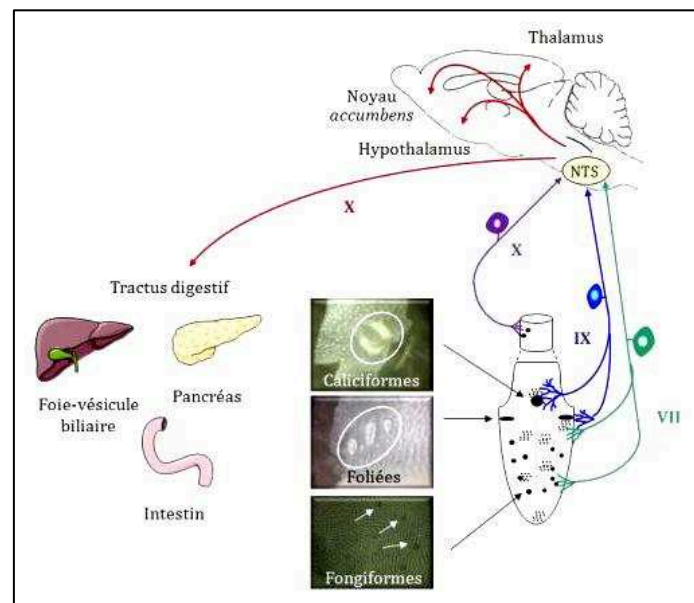 Thalamus
Noyau
accumbens
Hypothalamus
NTS
X
X
Tractus digestif
IX
Caliciformes
Pancréas
Foie-vésicule
biliaire
VII
Foliées
Intestin
Fongiformes